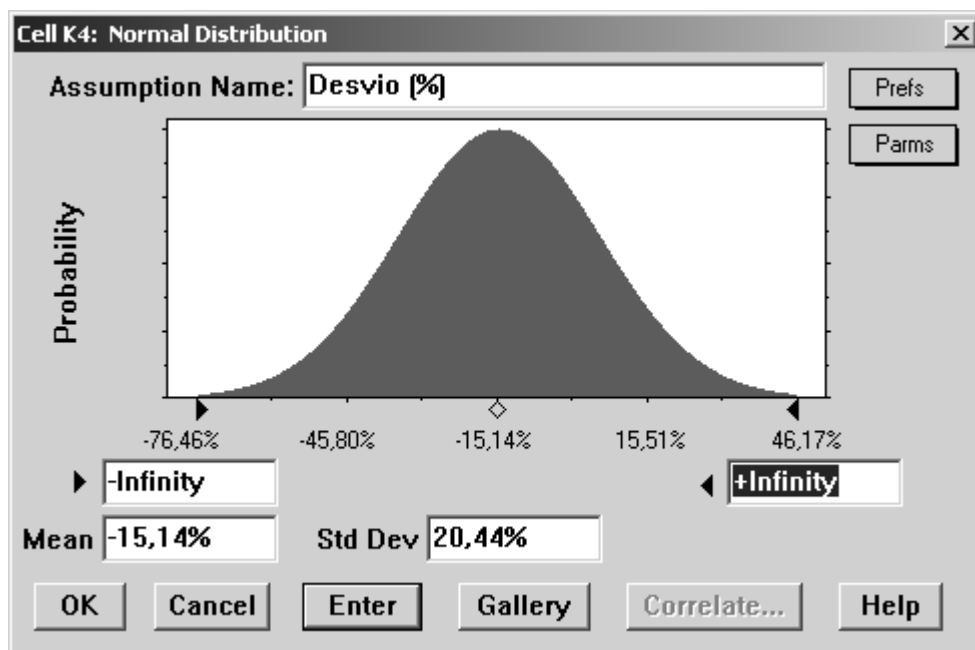 Cell K4: Normal Distribution
Assumption Name: Desvio (%)
Prefs
Parms
Probability
-76,46% -45,80% -15,14% 15,51% 46,17%
-Infinity +Infinity
Mean -15,14% Std Dev 20,44%
OK Cancel Enter Gallery Correlate... Help